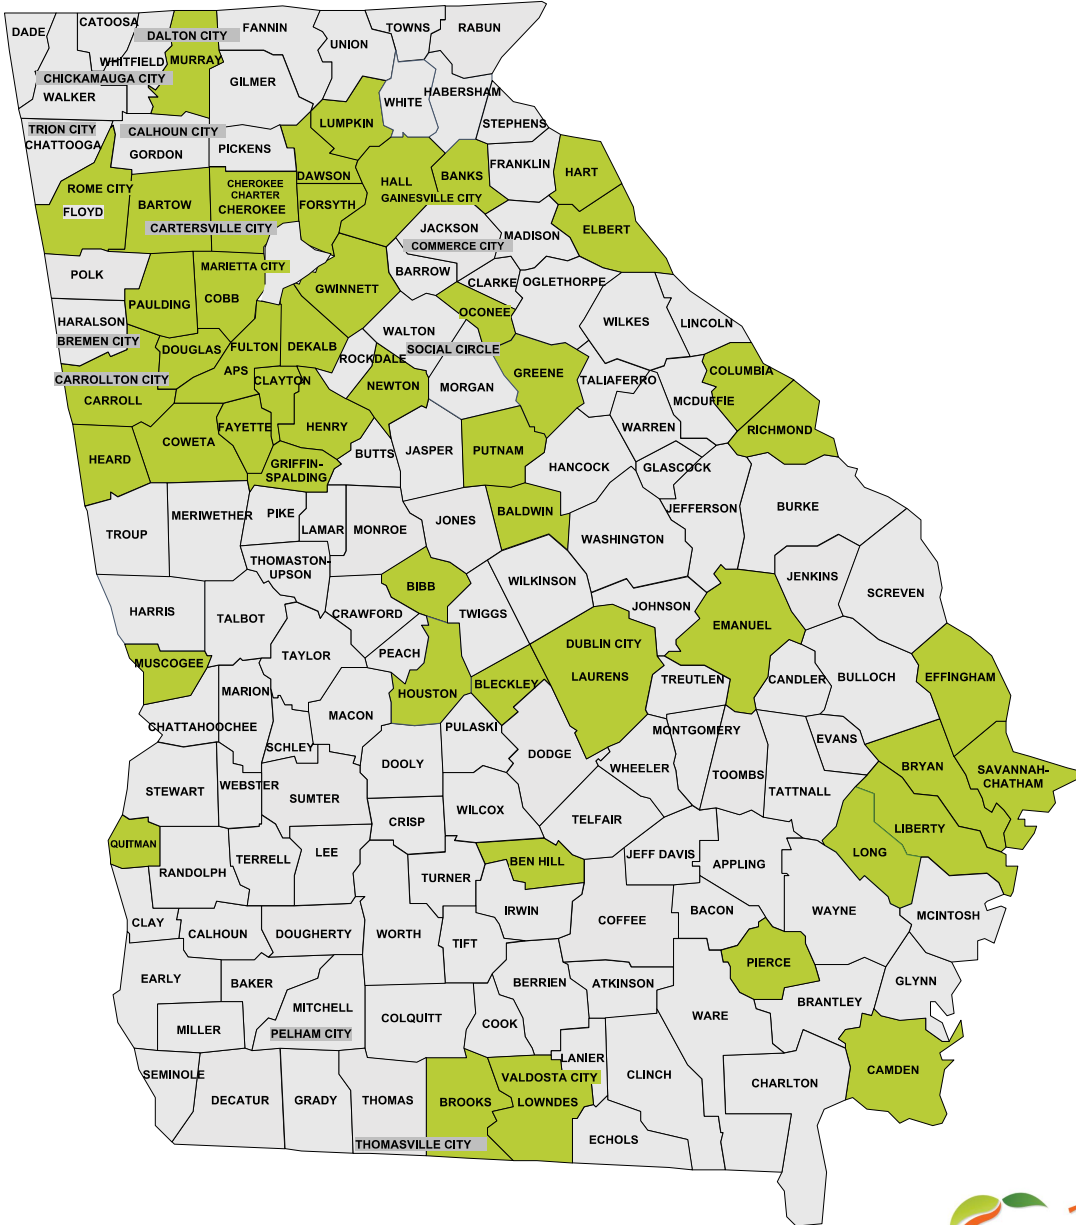 DADE
CATOOSA
DALTON CITY
FANNIN
TOWNS
RABUN
UNION
WHITFIELD
MURRAY
CHICKAMAUGA CITY
GILMER
WALKER
WHITE
HABERSHAM
LUMPKIN
STEPHENS
TRION CITY
CALHOUN CITY
CHATTOOGA
GORDON
PICKENS
FRANKLIN
HART
DAWSON
BANKS
HALL
ROME CITY
CHEROKEE
CHARTER
CHEROKEE
GAINESVILLE CITY
BARTOW
FORSYTH
FLOYD
CARTERSVILLE CITY
JACKSON
ELBERT
MADISON
COMMERCE CITY
MARIETTA CITY
POLK
BARROW
CLARKE
OGLETHORPE
GWINNETT
COBB
PAULDING
OCONEE
HARALSON
WILKES
LINCOLN
WALTON
BREMEN CITY
DOUGLAS
FULTON
DEKALB
SOCIAL CIRCLE
ROCKDALE
APS
CARROLLTON CITY
CLAYTON
NEWTON
MORGAN
GREENE
TALIAFERRO
COLUMBIA
CARROLL
MCDUFFIE
FAYETTE
HENRY
WARREN
RICHMOND
COWETA
HEARD
GRIFFIN-
SPALDING
BUTTS
JASPER
PUTNAM
HANCOCK
GLASCOCK
MERIWETHER
PIKE
LAMAR
MONROE
JONES
BALDWIN
JEFFERSON
BURKE
TROUP
WASHINGTON
THOMASTON-
UPSON
BIBB
WILKINSON
JENKINS
SCREVEN
HARRIS
TALBOT
CRAWFORD
TWIGGS
JOHNSON
EMANUEL
TAYLOR
PEACH
DUBLIN CITY
MUSCOGEE
LAURENS
TREUTLEN
CANDLER
BULLOCH
EFFINGHAM
MARION
HOUSTON
BLECKLEY
MACON
CHATTAHOOCHEE
PULASKI
MONTGOMERY
EVANS
SCHLEY
DODGE
DOOLY
WHEELER
TOOMBS
BRYAN
SAVANNAH-
CHATHAM
STEWART
WEBSTER
SUMTER
TATTNALL
WILCOX
CRISP
TELFAIR
LIBERTY
QUITMAN
LEE
TERRELL
BEN HILL
JEFF DAVIS
APPLING
LONG
RANDOLPH
TURNER
CLAY
CALHOUN
DOUGHERTY
WORTH
TIFT
IRWIN
COFFEE
BACON
WAYNE
MCINTOSH
EARLY
BAKER
BERRIEN
ATKINSON
PIERCE
GLYNN
MITCHELL
BRANTLEY
MILLER
PELHAM CITY
COLQUITT
COOK
WARE
LANIER
SEMINOLE
VALDOSTA CITY
CLINCH
CHARLTON
CAMDEN
DECATUR
GRADY
THOMAS
BROOKS
LOWNDES
THOMASVILLE CITY
ECHOLS